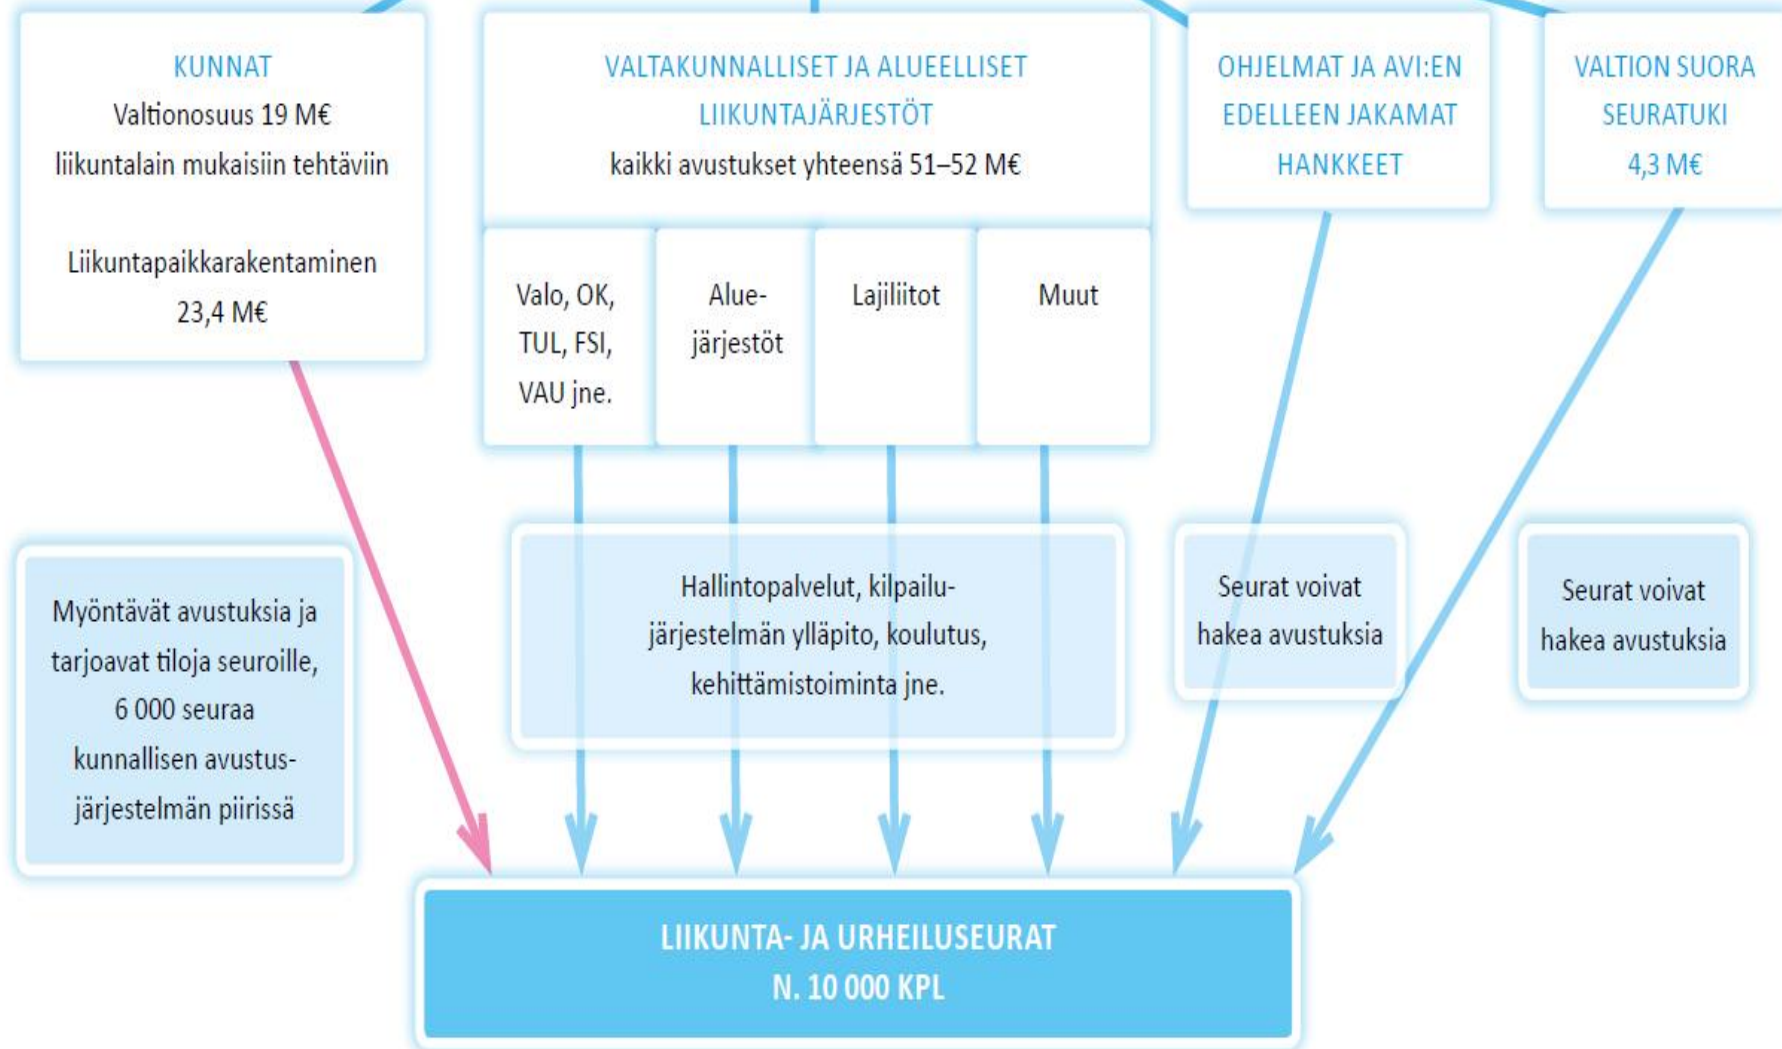 KUNNAT
Valtionosuus 19 M€
liikuntalain mukaisiin tehtäviin
Liikuntapaikkarakentaminen
23,4 M€
VALTAKUNNALLISET JA ALUEELLISET
LIIKUNTAJÄRJESTÖT
kaikki avustukset yhteensä 51–52 M€
Valo, OK,
TUL, FSI,
VAU jne.
Alue-
järjestöt
Lajiliitot
Muut
OHJELMAT JA AVI:EN
EDELLEEN JAKAMAT
HANKKEET
VALTION SUORA
SEURATUKI
4,3 M€
Myöntävät avustuksia ja
tarjoavat tiloja seuroille,
6 000 seuraa
kunnallisen avustus-
järjestelmän piirissä
Hallintopalvelut, kilpailu-
järjestelmän ylläpito, koulutus,
kehittämistoiminta jne.
Seurat voivat
hakea avustuksia
Seurat voivat
hakea avustuksia
LIIKUNTA- JA URHEILUSEURAT
N. 10 000 KPL